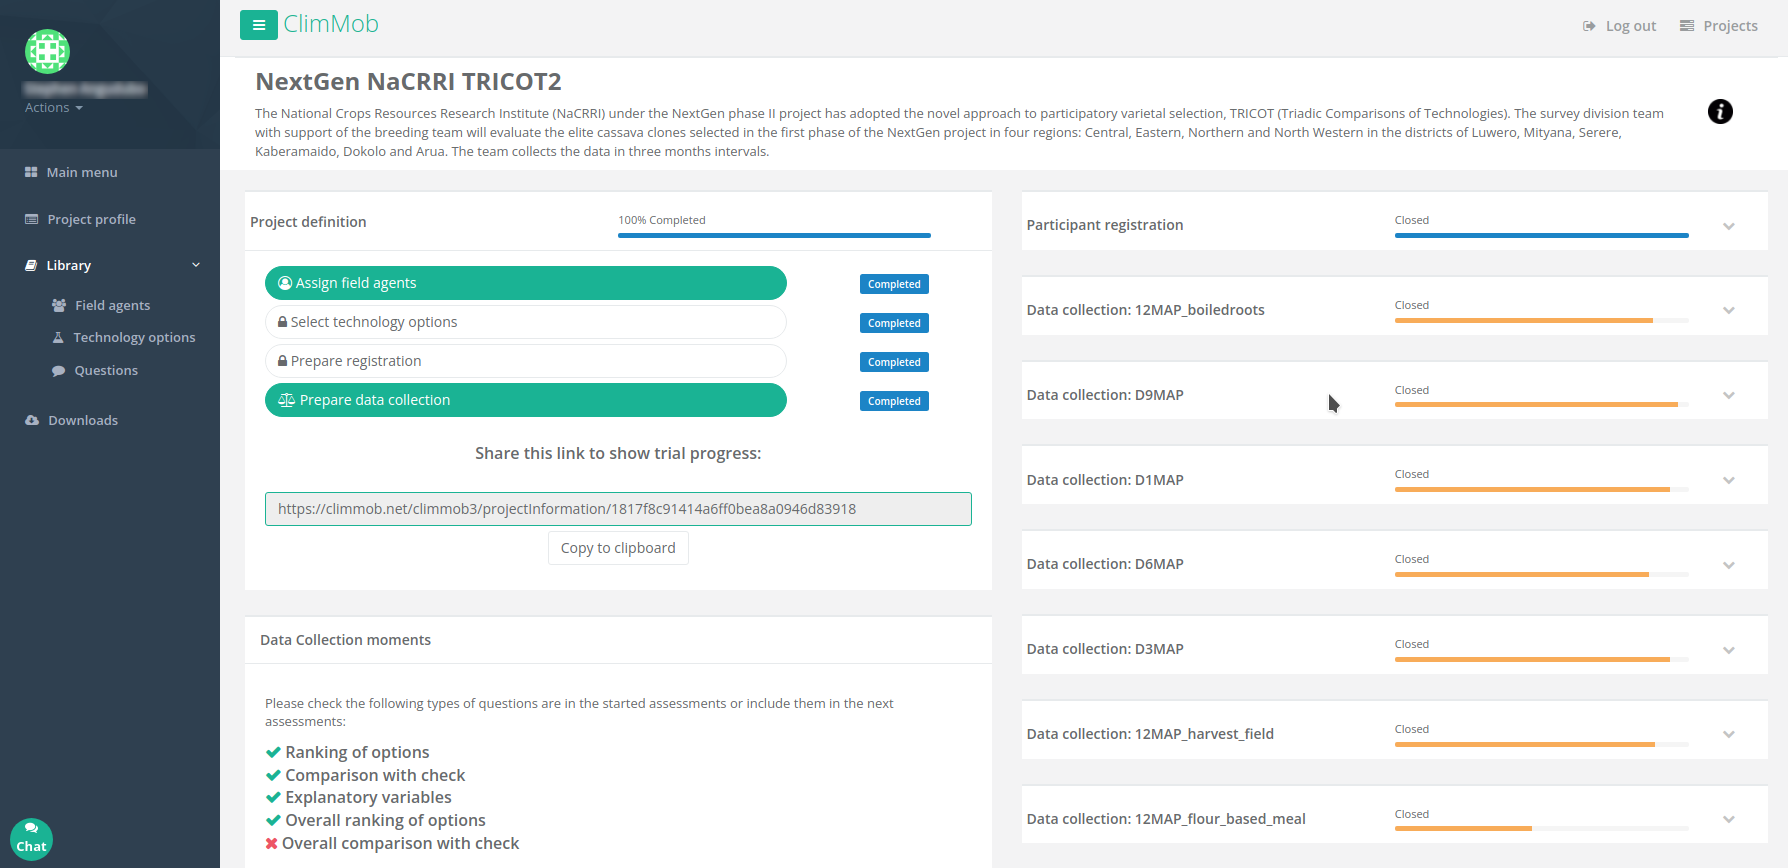 ClimMob
Log out
Projects
Actions
Main menu
Project profile
Library
Field agents
Technology options
Questions
Downloads
Chat
NextGen NaCRRI TRICOT2
The National Crops Resources Research Institute (NaCRRI) under the NextGen phase II project has adopted the novel approach to participatory varietal selection, TRICOT (Triadic Comparisons of Technologies). The survey division team
with support of the breeding team will evaluate the elite cassava clones selected in the first phase of the NextGen project in four regions: Central, Eastern, Northern and North Western in the districts of Luwero, Mityana, Serere,
Kaberamaido, Dokolo and Arua. The team collects the data in three months intervals.
Project definition
100% Completed
Assign field agents
Completed
Select technology options
Completed
Prepare registration
Completed
Prepare data collection
Completed
Share this link to show trial progress:
https://climmob.net/climmob3/projectInformation/1817f8c91414a6ff0bea8a0946d83918
Copy to clipboard
Data Collection moments
Please check the following types of questions are in the started assessments or include them in the next
assessments:
Ranking of options
Comparison with check
Explanatory variables
Overall ranking of options
Overall comparison with check
Participant registration
Closed
Data collection: 12MAP_boiledroots
Closed
Data collection: D9MAP
Closed
Data collection: D1MAP
Closed
Data collection: D6MAP
Closed
Data collection: D3MAP
Closed
Data collection: 12MAP_harvest_field
Closed
Data collection: 12MAP_flour_based_meal
Closed